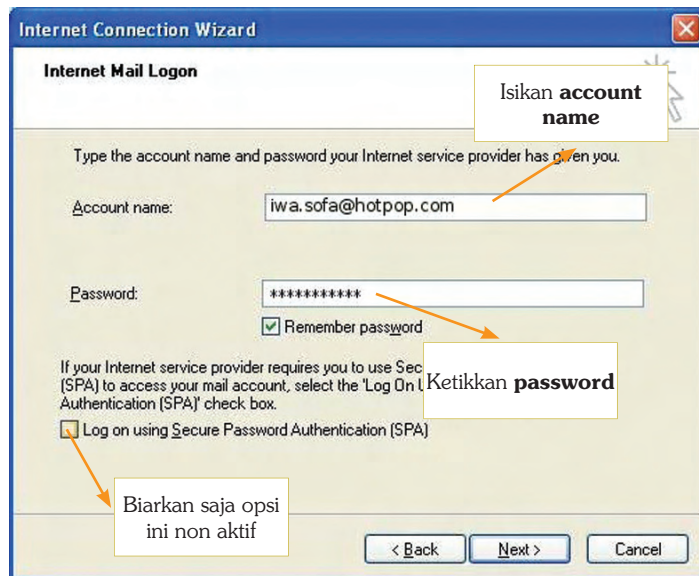 Internet Connection Wizard
Internet Mail Logon
Isikan account
name
Type the account name and password your Internet service provider has given you.
Account name:
iwa.sofa@hotpop.com
Password:
***********
Remember password
If your Internet service provider requires you to use Sec
(SPA) to access your mail account, select the 'Log On U
Authentication (SPA)' check box.
Ketikkan password
Log on using Secure Password Authentication (SPA)
Biarkan saja opsi
ini non aktif
< Back
Next >
Cancel